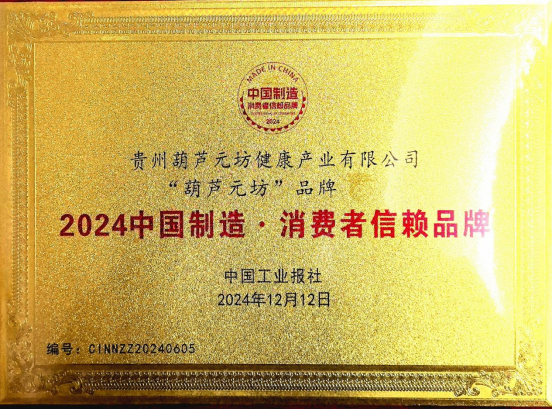 MADE IN CHINA
中国制造
消费者信赖品牌
2024
贵州葫芦元坊健康产业有限公司
“葫芦元坊”品牌
2024中国制造·消费者信赖品牌
中国工业报社
2024年12月12日
编号：CINNZZ20240605